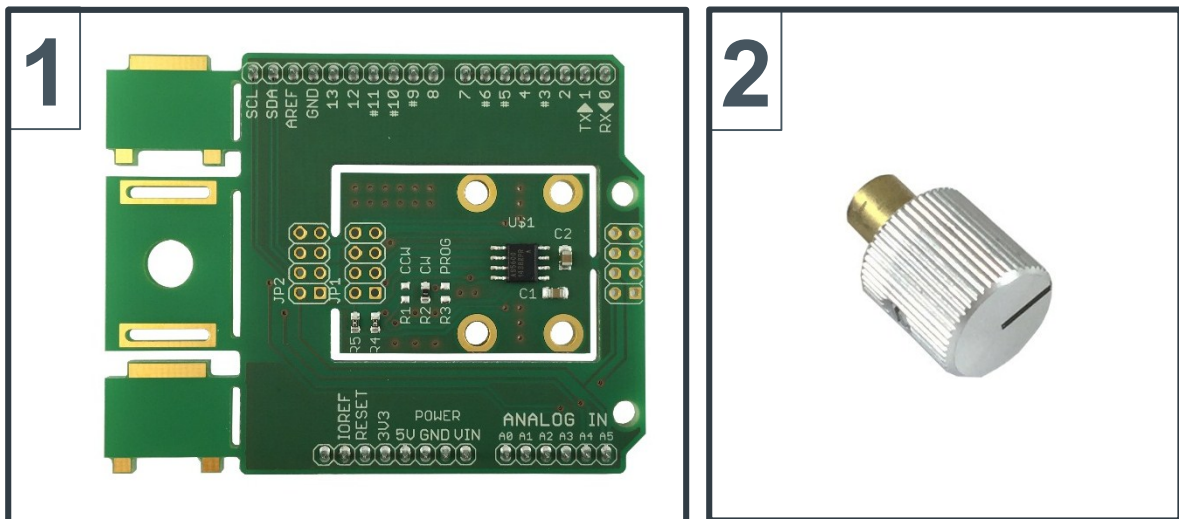 1
2
SCL
SDA
AREF
GND
13
12
#11
#10
#9
8
7
#6
#5
4
#3
2
TX▶1
RX◀0
U$1
C2
CCW
CW
PROG
C1
JP2
JP1
R1
R2
R3
R5
R4
IOREF
RESET
3V3
5V
POWER
GND
VIN
ANALOG IN
A0 A1 A2 A3 A4 A5